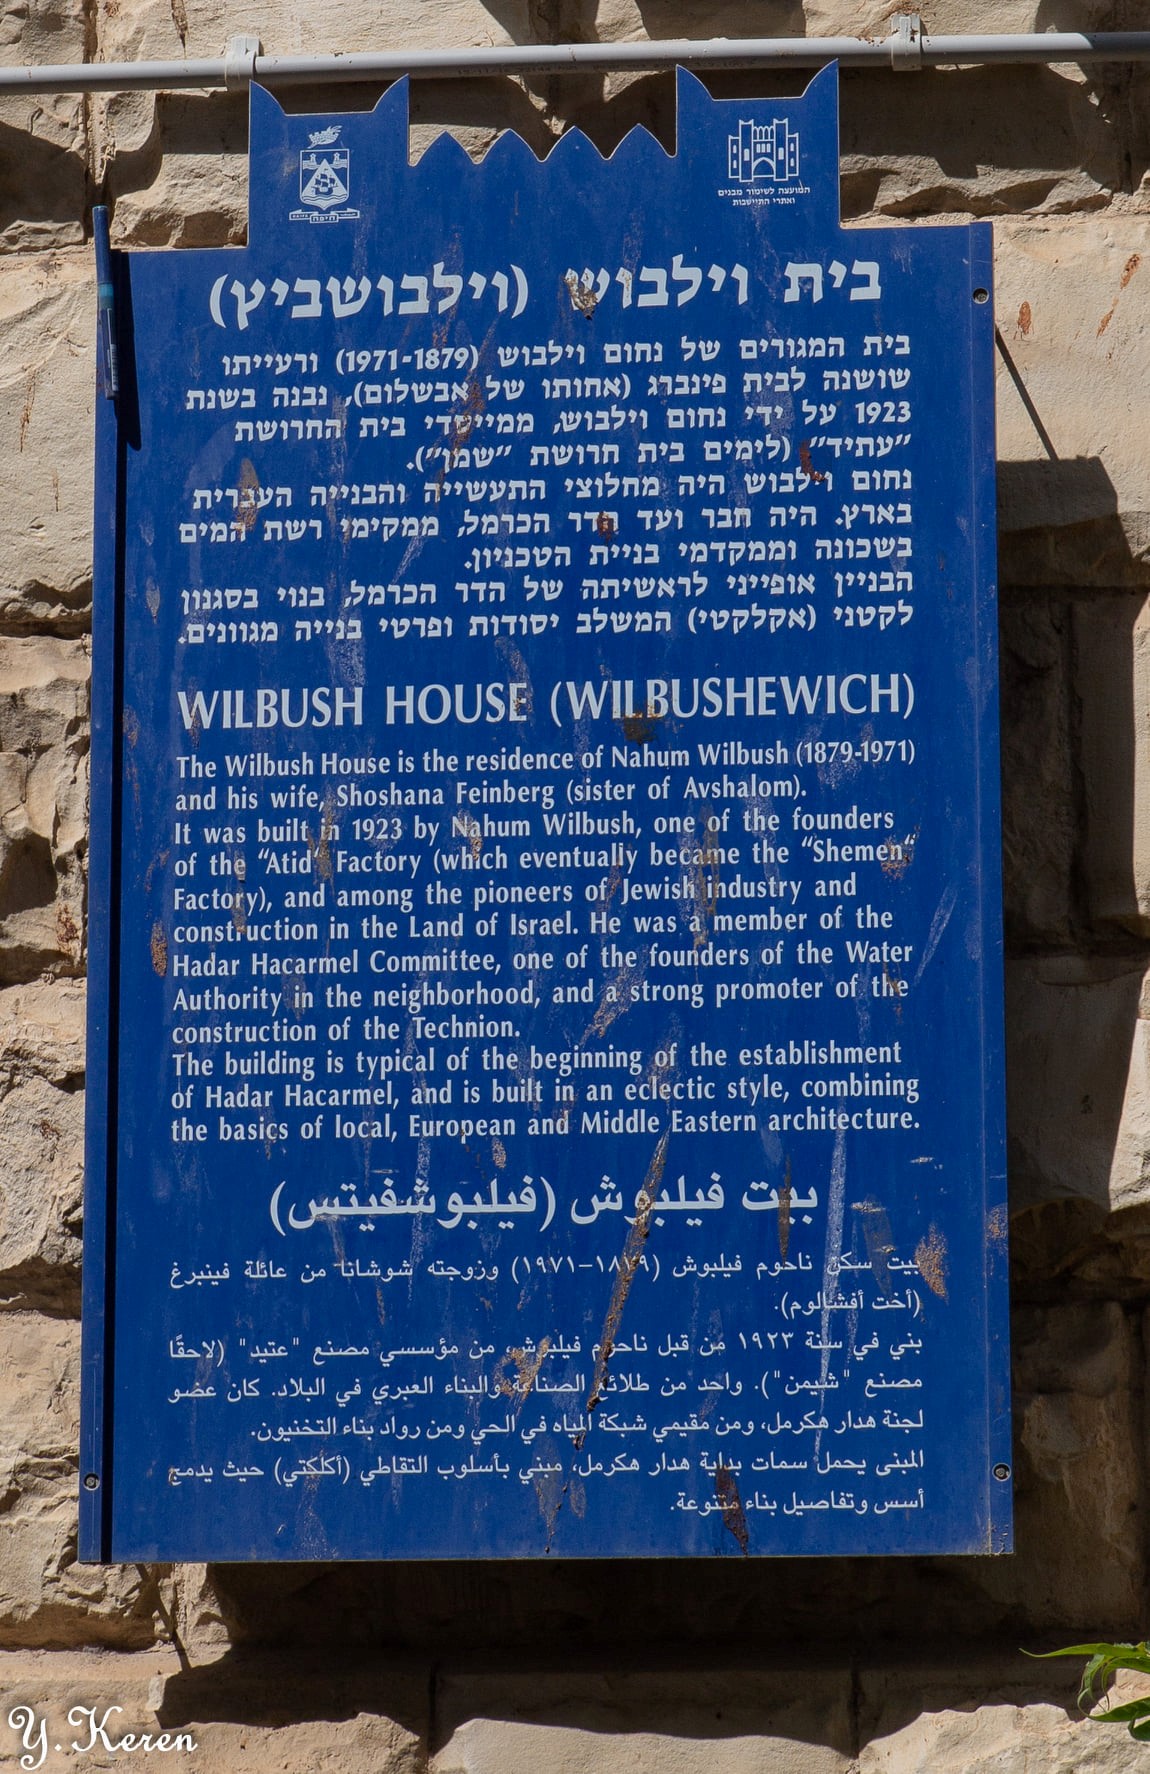 חיפה
המועצה לשימור מבנים
ואתרי התיישבות
בית וילבוש (וילבושביץ)
בית המגורים של נחום וילבוש (1971-1879) ורעייתו
שושנה לבית פינברג (אחותו של אבשלום), נבנה בשנת
1923 על ידי נחום וילבוש, ממייסדי בית החרושת
״עתיד״ (לימים בית חרושת ״שמן״).
נחום וילבוש היה מחלוצי התעשייה והבנייה העברית
בארץ. היה חבר ועד הדר הכרמל, ממקימי רשת המים
בשכונה וממקדמי בניית הטכניון.
הבניין אופייני לראשיתה של הדר הכרמל, בנוי בסגנון
לקטני (אקלקטי) המשלב יסודות ופרטי בנייה מגוונים.
WILBUSH HOUSE (WILBUSHEWICH)
The Wilbush House is the residence of Nahum Wilbush (1879-1971)
and his wife, Shoshana Feinberg (sister of Avshalom).
It was built in 1923 by Nahum Wilbush, one of the founders
of the “Atid“ Factory (which eventually became the “Shemen“
Factory), and among the pioneers of Jewish industry and
construction in the Land of Israel. He was a member of the
Hadar Hacarmel Committee, one of the founders of the Water
Authority in the neighborhood, and a strong promoter of the
construction of the Technion.
The building is typical of the beginning of the establishment
of Hadar Hacarmel, and is built in an eclectic style, combining
the basics of local, European and Middle Eastern architecture.
بيت فيلبوش (فيلبوشفيتس)
بيت سكن ناحوم فيلبوش (١٨٧٩–١٩٧١) وزوجته شوشانا من عائلة فينبرغ
(أخت أفشالوم).
بني في سنة ١٩٢٣ من قبل ناحوم فيلبوش، من مؤسسي مصنع "عتيد" (لاحقًا
مصنع "شيمن"). واحد من طلائع الصناعة والبناء العبري في البلاد. كان عضو
لجنة هدار هكرمل، ومن مقيمي شبكة المياه في الحي ومن رواد بناء التخنيون.
المبنى يحمل سمات بداية هدار هكرمل، مبني بأسلوب التقاطي (أكلكتي) حيث يدمج
أسس وتفاصيل بناء متنوعة.
Y. Keren